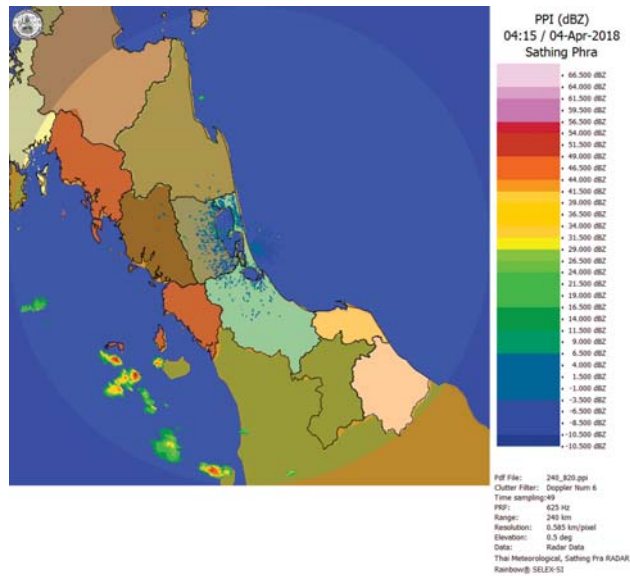 PPI (dBZ)
04:15 / 04-Apr-2018
Sathing Phra
66.500 dBZ
64.000 dBZ
61.500 dBZ
59.000 dBZ
56.500 dBZ
54.000 dBZ
51.500 dBZ
49.000 dBZ
46.500 dBZ
44.000 dBZ
41.500 dBZ
39.000 dBZ
36.500 dBZ
34.000 dBZ
31.500 dBZ
29.000 dBZ
26.500 dBZ
24.000 dBZ
21.500 dBZ
19.000 dBZ
16.500 dBZ
14.000 dBZ
11.500 dBZ
9.000 dBZ
6.500 dBZ
4.000 dBZ
1.500 dBZ
-1.000 dBZ
-3.500 dBZ
-6.500 dBZ
-8.500 dBZ
-10.500 dBZ
-10.500 dBZ
Pdf File: 240_820.ppi
Clutter Filter: Doppler Num 6
Time sampling:49
PRF: 625 Hz
Range: 240 km
Resolution: 0.585 km/pixel
Elevation: 0.5 deg
Data: Radar Data
Thai Meteorological, Sathing Pra RADAR
Rainbow® SELEX-SI